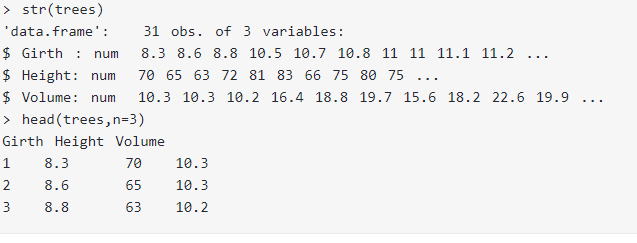 > str(trees)
'data.frame': 31 obs. of 3 variables:
$ Girth : num 8.3 8.6 8.8 10.5 10.7 10.8 11 11 11.1 11.2 ...
$ Height: num 70 65 63 72 81 83 66 75 80 75 ...
$ Volume: num 10.3 10.3 10.2 16.4 18.8 19.7 15.6 18.2 22.6 19.9 ...
> head(trees,n=3)
Girth Height Volume
1 8.3 70 10.3
2 8.6 65 10.3
3 8.8 63 10.2